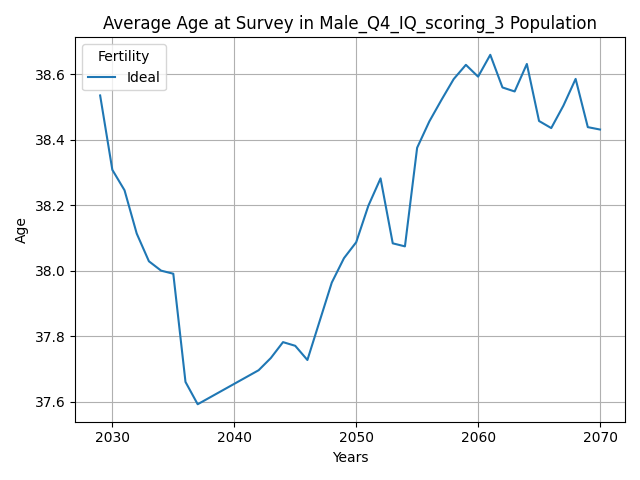 Average Age at Survey in Male_Q4_IQ_scoring_3 Population
Fertility
Ideal
38.6
38.4
38.2
38.0
37.8
37.6
Age
2030 2040 2050 2060 2070
Years